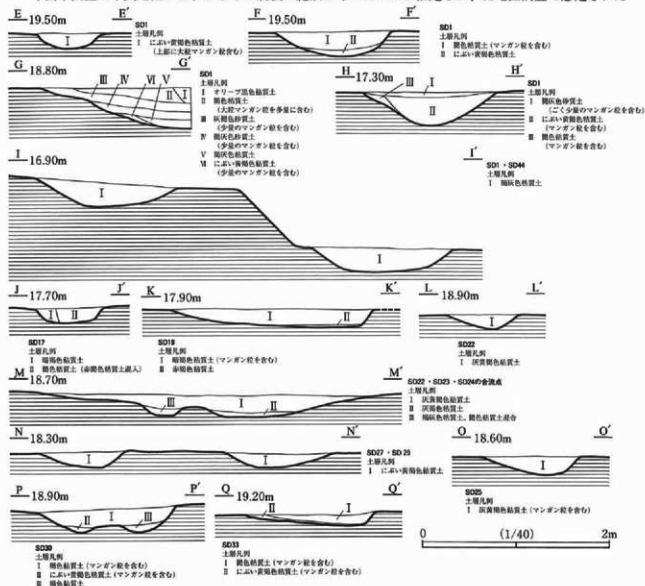 E 19.50m E′
SD1
土層凡例
Ⅰ にぶい黄褐色粘質土
(上部に大粒マンガン粒含む)
F 19.50m F′
SD1
土層凡例
Ⅰ 褐色粘質土(マンガン粒を含む)
Ⅱ にぶい黄褐色粘質土
G 18.80m G′
SD1
土層凡例
Ⅰ オリーブ黒色粘質土
Ⅱ 褐色粘質土
(大粒マンガン粒を多量に含む)
Ⅲ 灰褐色砂質土
(少量のマンガン粒を含む)
Ⅳ 褐灰色砂質土
(少量のマンガン粒を含む)
Ⅴ 褐灰色粘質土
Ⅵ にぶい黄褐色粘質土
(少量のマンガン粒を含む)
H 17.30m H′
SD1
土層凡例
Ⅰ 褐灰色砂質土
(ごく少量のマンガン粒を含む)
Ⅱ にぶい黄褐色粘質土
(マンガン粒を含む)
Ⅲ 褐色粘質土
(マンガン粒を含む)
I 16.90m I′
SD1・SD44
土層凡例
Ⅰ 褐灰色粘質土
J 17.70m J′
SD17
土層凡例
Ⅰ 暗褐色粘質土
Ⅱ 褐色粘質土(赤褐色粘質土混入)
K 17.90m K′
SD18
土層凡例
Ⅰ 暗褐色粘質土(マンガン粒を含む)
Ⅱ 赤褐色粘質土
L 18.90m L′
SD22
土層凡例
Ⅰ 灰黄褐色粘質土
M 18.70m M′
SD22・SD23・SD24の合流点
土層凡例
Ⅰ 灰黄褐色粘質土
Ⅱ 灰褐色粘質土
Ⅲ 褐灰色粘質土、褐色粘質土混合
N 18.30m N′
SD27・SD29
土層凡例
Ⅰ にぶい黄褐色粘質土
O 18.60m O′
SD25
土層凡例
Ⅰ 灰黄褐色粘質土(マンガン粒を含む)
P 18.90m P′
SD30
土層凡例
Ⅰ 褐色粘質土(マンガン粒を含む)
Ⅱ にぶい黄褐色粘質土(マンガン粒を含む)
Ⅲ 褐色粘質土
Q 19.20m Q′
SD33
土層凡例
Ⅰ 褐色粘質土(マンガン粒を含む)
Ⅱ にぶい黄褐色粘質土(マンガン粒を含む)
0 (1/40) 2m